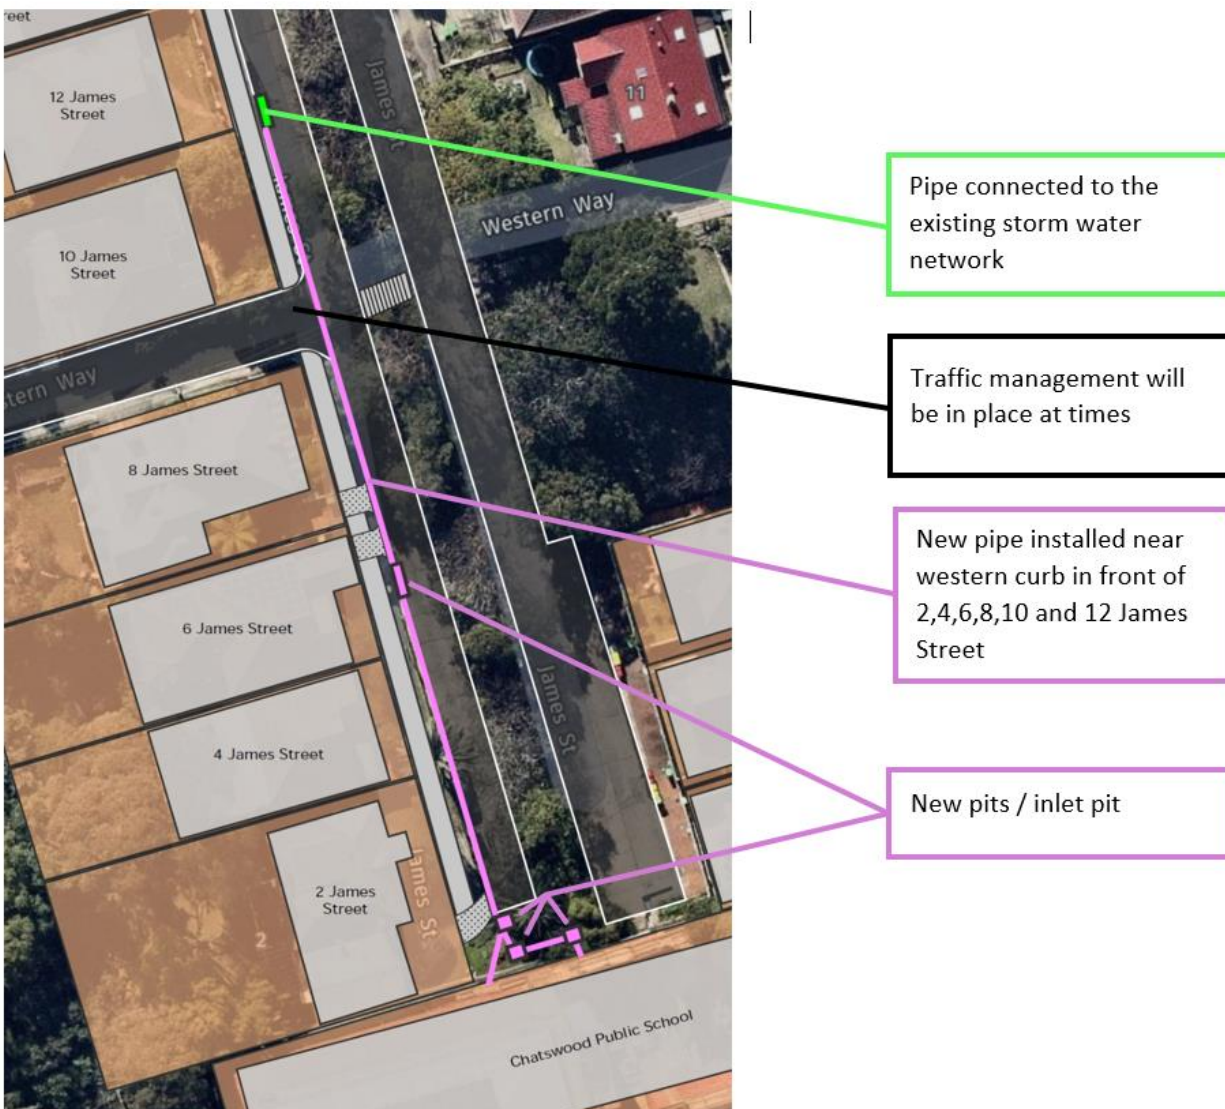 reet
12 James
Street
James St
11
Western Way
10 James
Street
tern Way
8 James Street
6 James Street
4 James Street
James St
2 James
Street
James St
2
Chatswood Public School
Pipe connected to the
existing storm water
network
Traffic management will
be in place at times
New pipe installed near
western curb in front of
2,4,6,8,10 and 12 James
Street
New pits / inlet pit